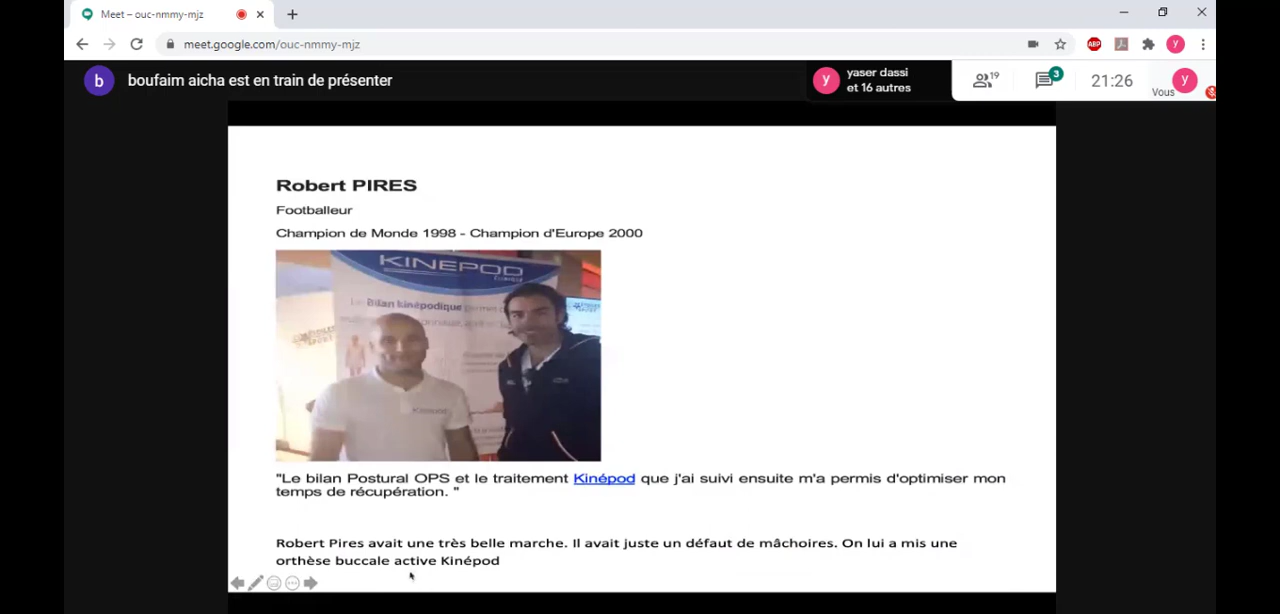 Meet – ouc-nmmy-mjz
meet.google.com/ouc-nmmy-mjz
ABP
y
b
boufaim aicha est en train de présenter
y
yaser dassi
et 16 autres
19
3
21:26
Vous
y
Robert PIRES
Footballeur
Champion de Monde 1998 - Champion d'Europe 2000
KINEPOD
Le Bilan kinépodique
Kinepod
"Le bilan Postural OPS et le traitement Kinépod que j'ai suivi ensuite m'a permis d'optimiser mon
temps de récupération. "
Robert Pires avait une très belle marche. Il avait juste un défaut de mâchoires. On lui a mis une
orthèse buccale active Kinépod